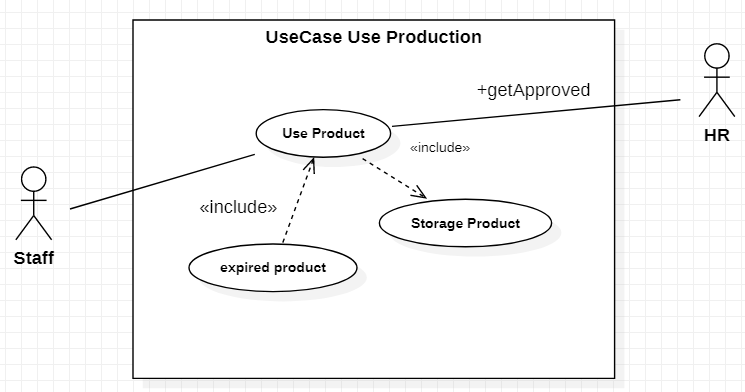 UseCase Use Production
+getApproved
HR
Use Product
«include»
Staff
«include»
Storage Product
expired product